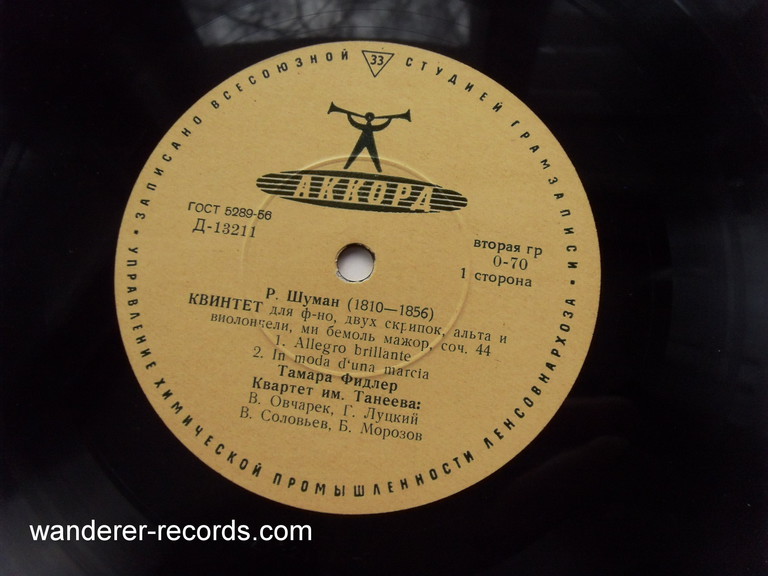 • ЗАПИСАНО ВСЕСОЮЗНОЙ 33 СТУДИЕЙ ГРАМЗАПИСИ •
АККОРД
ГОСТ 5289-56
Д-13211
вторая гр
0-70
1 сторона
Р. Шуман (1810—1856)
КВИНТЕТ для ф-но, двух скрипок, альта и
виолончели, ми бемоль мажор, соч. 44
1. Allegro brillante
2. In moda d'una marcia
Тамара Фидлер
Квартет им. Танеева:
В. Овчарек, Г. Луцкий
В. Соловьев, Б. Морозов
УПРАВЛЕНИЕ ХИМИЧЕСКОЙ ПРОМЫШЛЕННОСТИ ЛЕНСОВНАРХОЗА
wanderer-records.com